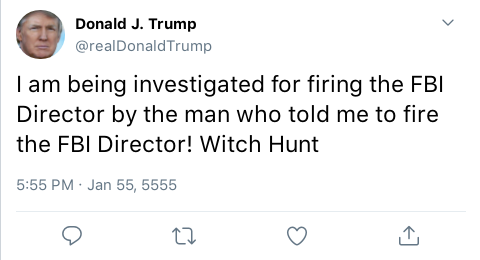 Donald J. Trump
@realDonaldTrump
I am being investigated for firing the FBI
Director by the man who told me to fire
the FBI Director! Witch Hunt
5:55 PM · Jan 55, 5555